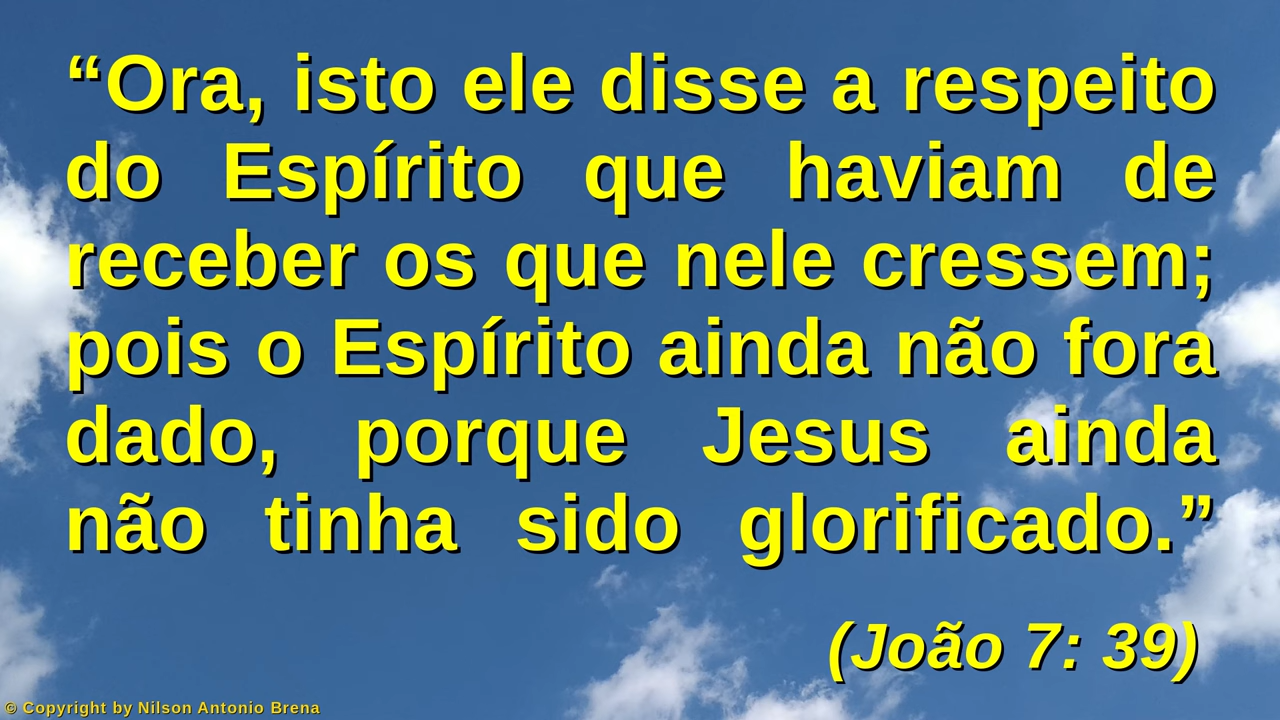 “Ora, isto ele disse a respeito
do Espírito que haviam de
receber os que nele cressem;
pois o Espírito ainda não fora
dado, porque Jesus ainda
não tinha sido glorificado.”
(João 7: 39)
© Copyright by Nilson Antonio Brena